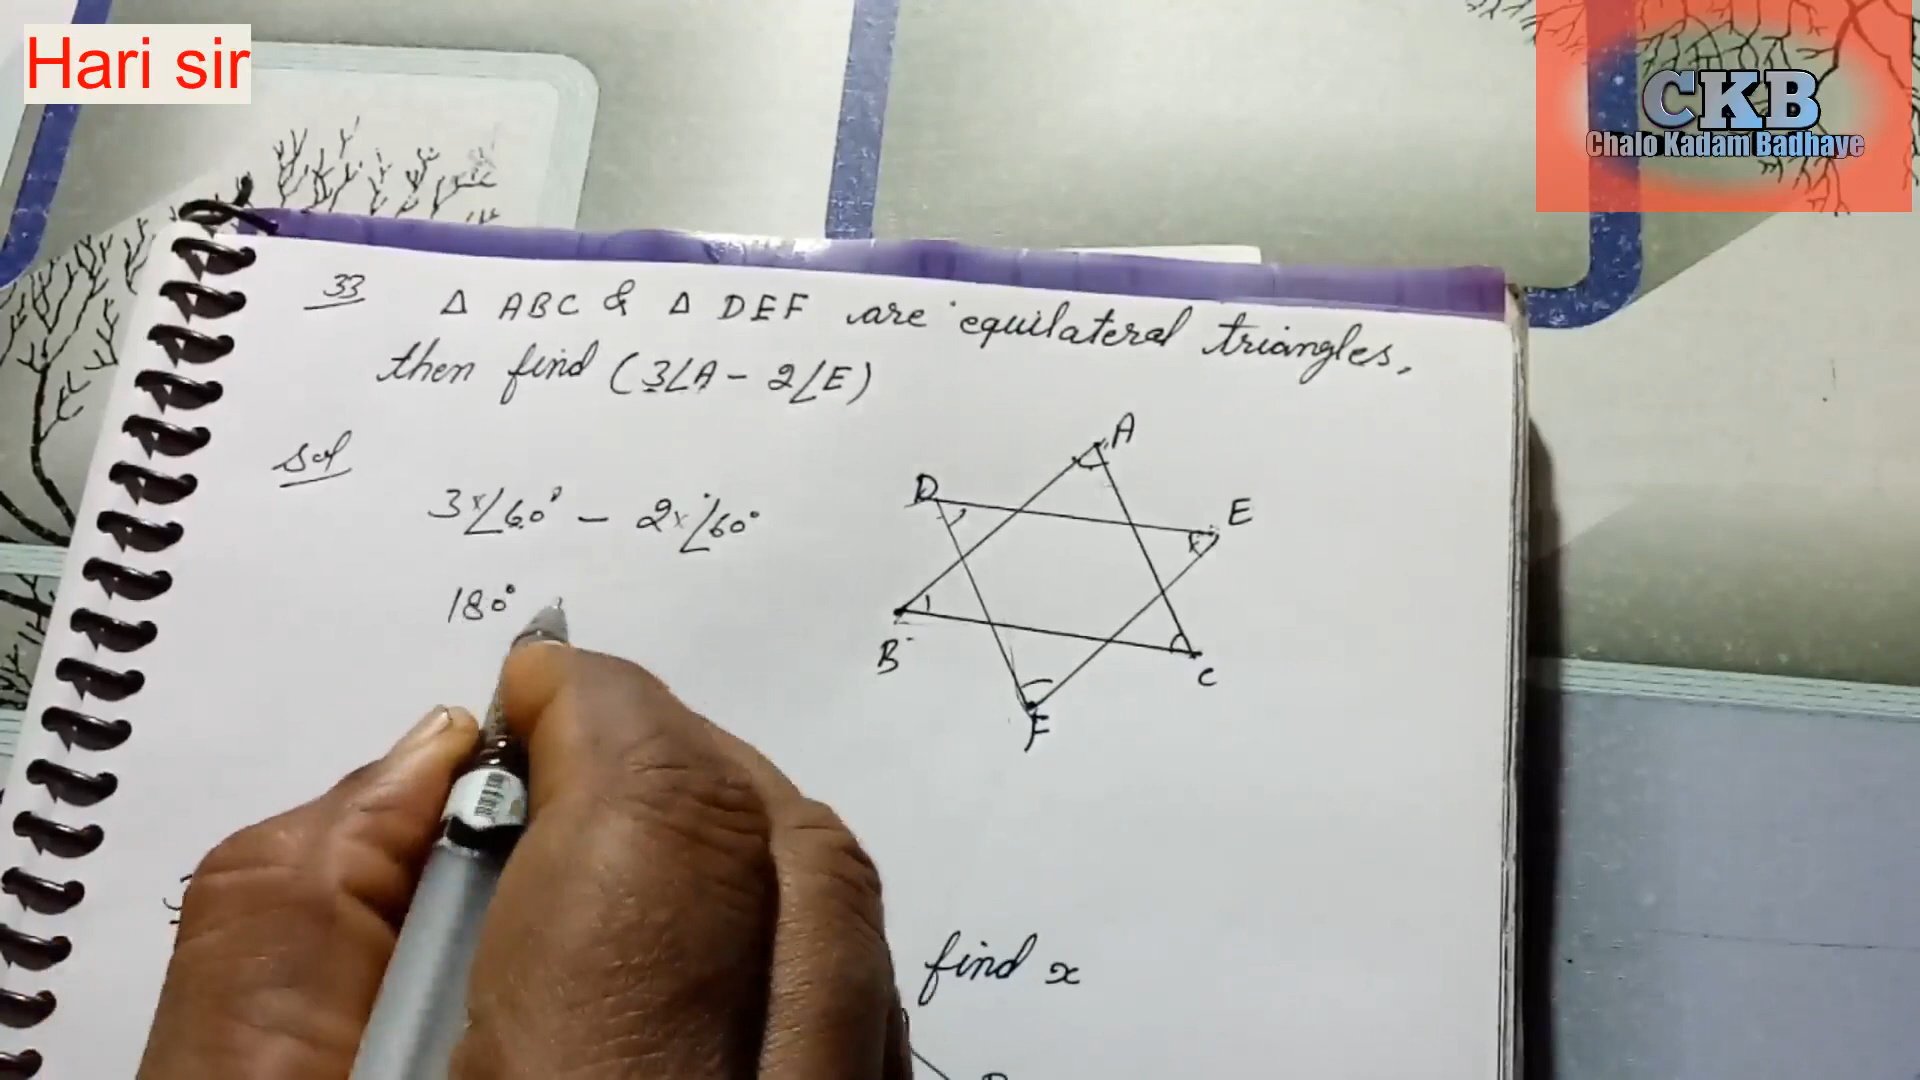 Hari sir
CKB
Chalo Kadam Badhaye
33 Δ ABC & Δ DEF are equilateral triangles,
then find (3∠A - 2∠E)
Sol
3×∠60° - 2×∠60°
180°
A
D
E
B
C
F
find x